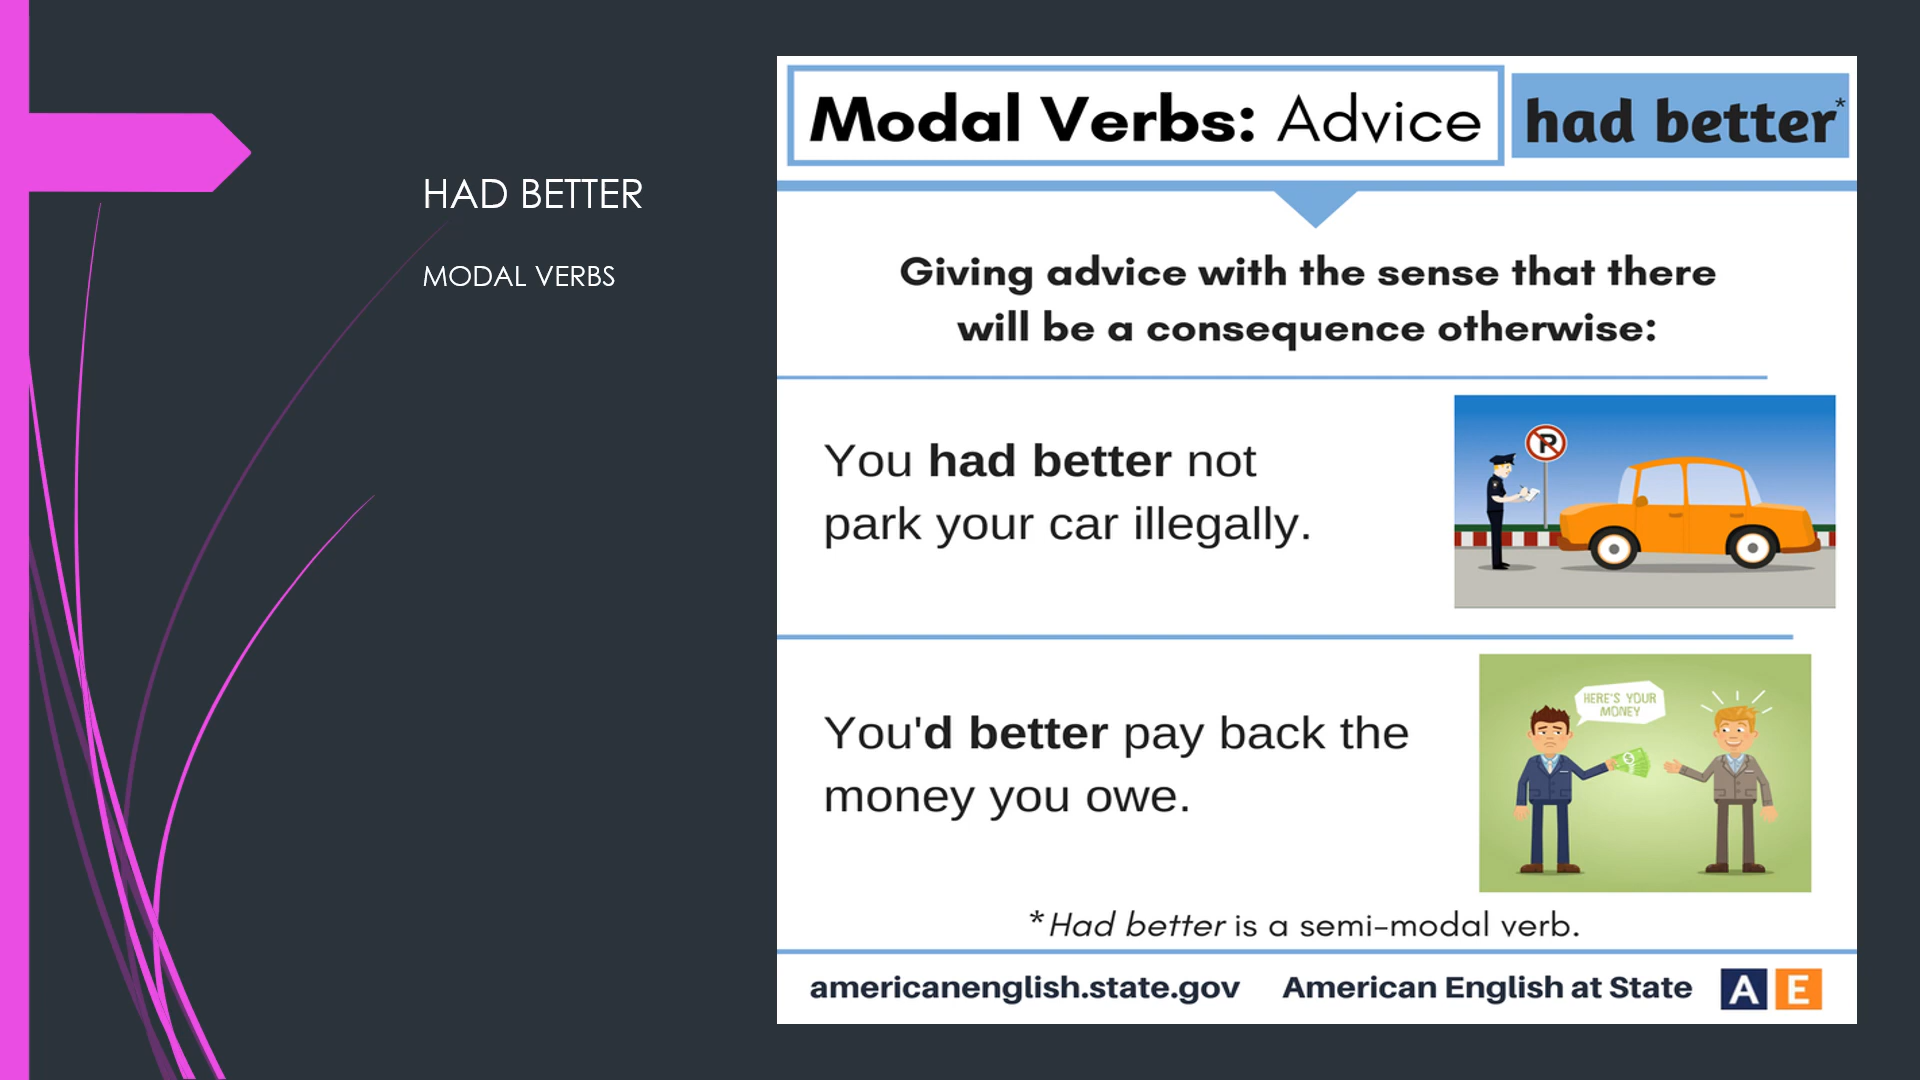 HAD BETTER
MODAL VERBS
Modal Verbs: Advice
had better*
Giving advice with the sense that there
will be a consequence otherwise:
You had better not
park your car illegally.
P
You'd better pay back the
money you owe.
HERE'S YOUR
MONEY
$
*Had better is a semi-modal verb.
americanenglish.state.gov
American English at State
A E